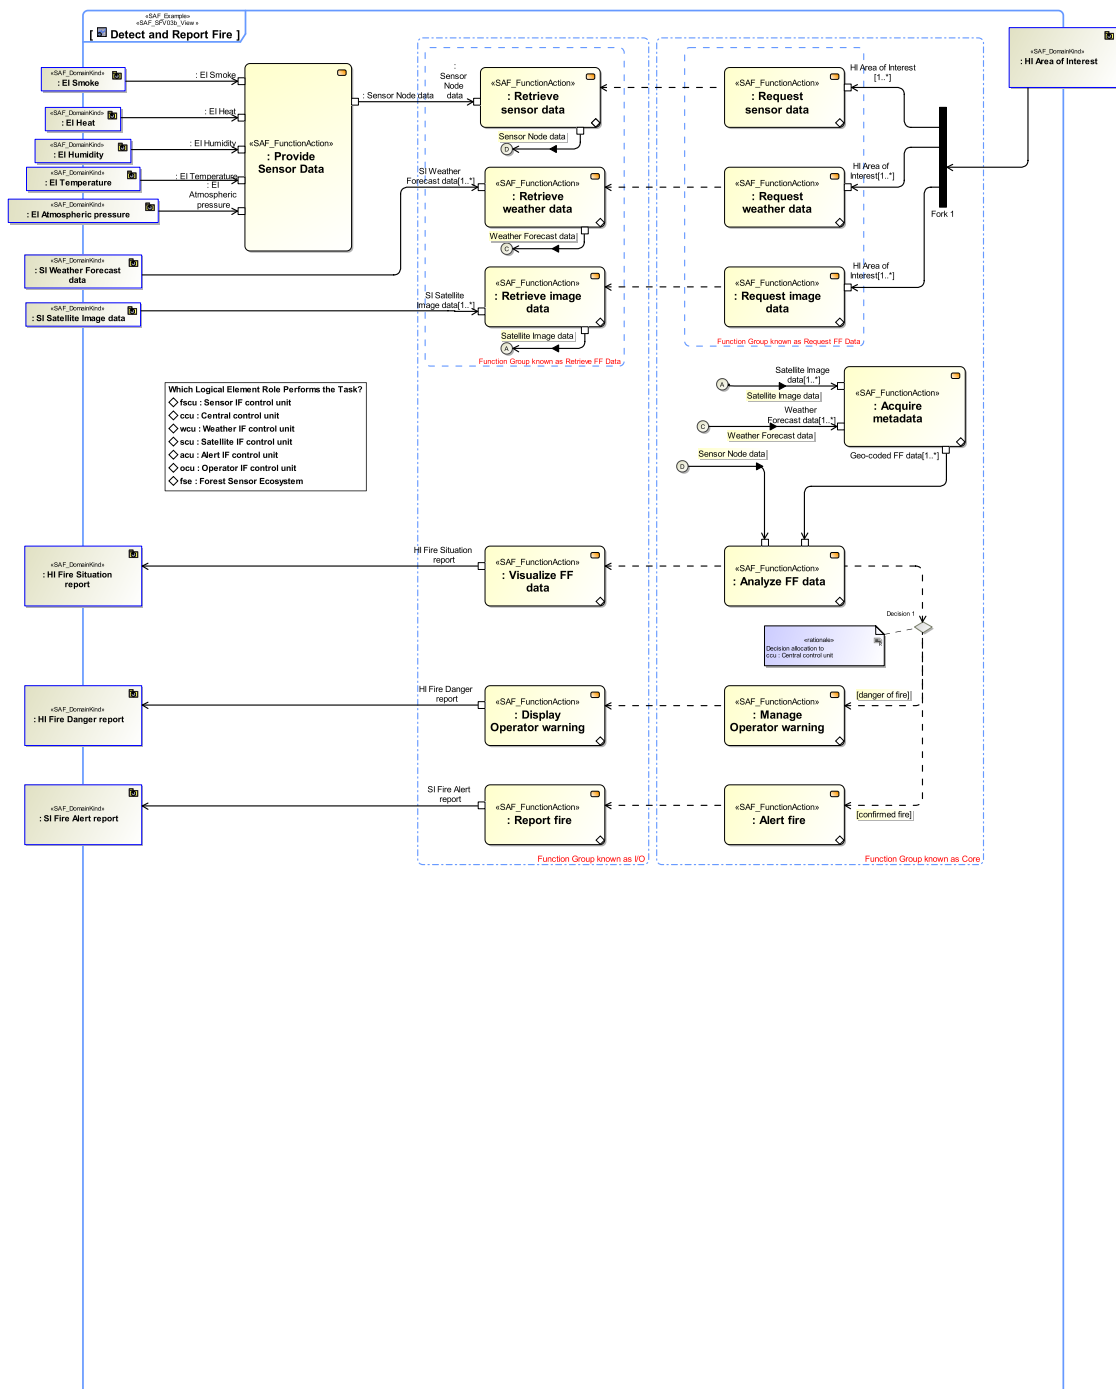 «SAF_Example»
«SAF_SFV03b_View »
[ Detect and Report Fire ]
«SAF_DomainKind»
: HI Area of Interest
«SAF_DomainKind»
: EI Smoke
«SAF_DomainKind»
: EI Heat
«SAF_DomainKind»
: EI Humidity
«SAF_DomainKind»
: EI Temperature
«SAF_DomainKind»
: EI Atmospheric pressure
«SAF_DomainKind»
: SI Weather Forecast
data
«SAF_DomainKind»
: SI Satellite Image data
: EI Smoke
: EI Heat
: EI Humidity
: EI Temperature
: EI
Atmospheric
pressure
«SAF_FunctionAction»
: Provide
Sensor Data
: Sensor Node data
:
Sensor
Node
data
«SAF_FunctionAction»
: Retrieve
sensor data
Sensor Node data
SI Weather
Forecast data[1..*]
«SAF_FunctionAction»
: Retrieve
weather data
Weather Forecast data
C
SI Satellite
Image data[1..*]
«SAF_FunctionAction»
: Retrieve image
data
Satellite Image data
A
Function Group known as Retrieve FF Data
«SAF_FunctionAction»
: Request
sensor data
HI Area of Interest
[1..*]
«SAF_FunctionAction»
: Request
weather data
HI Area of
Interest[1..*]
«SAF_FunctionAction»
: Request image
data
HI Area of
Interest[1..*]
Fork 1
Function Group known as Request FF Data
Which Logical Element Role Performs the Task?
fscu : Sensor IF control unit
ccu : Central control unit
wcu : Weather IF control unit
scu : Satellite IF control unit
acu : Alert IF control unit
ocu : Operator IF control unit
fse : Forest Sensor Ecosystem
A
Satellite Image
data[1..*]
Satellite Image data
C
Weather
Forecast data[1..*]
Weather Forecast data
D
Sensor Node data
«SAF_FunctionAction»
: Acquire
metadata
Geo-coded FF data[1..*]
«SAF_DomainKind»
: HI Fire Situation
report
HI Fire Situation
report
«SAF_FunctionAction»
: Visualize FF
data
«SAF_FunctionAction»
: Analyze FF data
Decision 1
«rationale»
Decision allocation to
ccu : Central control unit
«SAF_DomainKind»
: HI Fire Danger report
HI Fire Danger
report
«SAF_FunctionAction»
: Display
Operator warning
«SAF_FunctionAction»
: Manage
Operator warning
[danger of fire]
«SAF_DomainKind»
: SI Fire Alert report
SI Fire Alert
report
«SAF_FunctionAction»
: Report fire
«SAF_FunctionAction»
: Alert fire
[confirmed fire]
Function Group known as I/O
Function Group known as Core